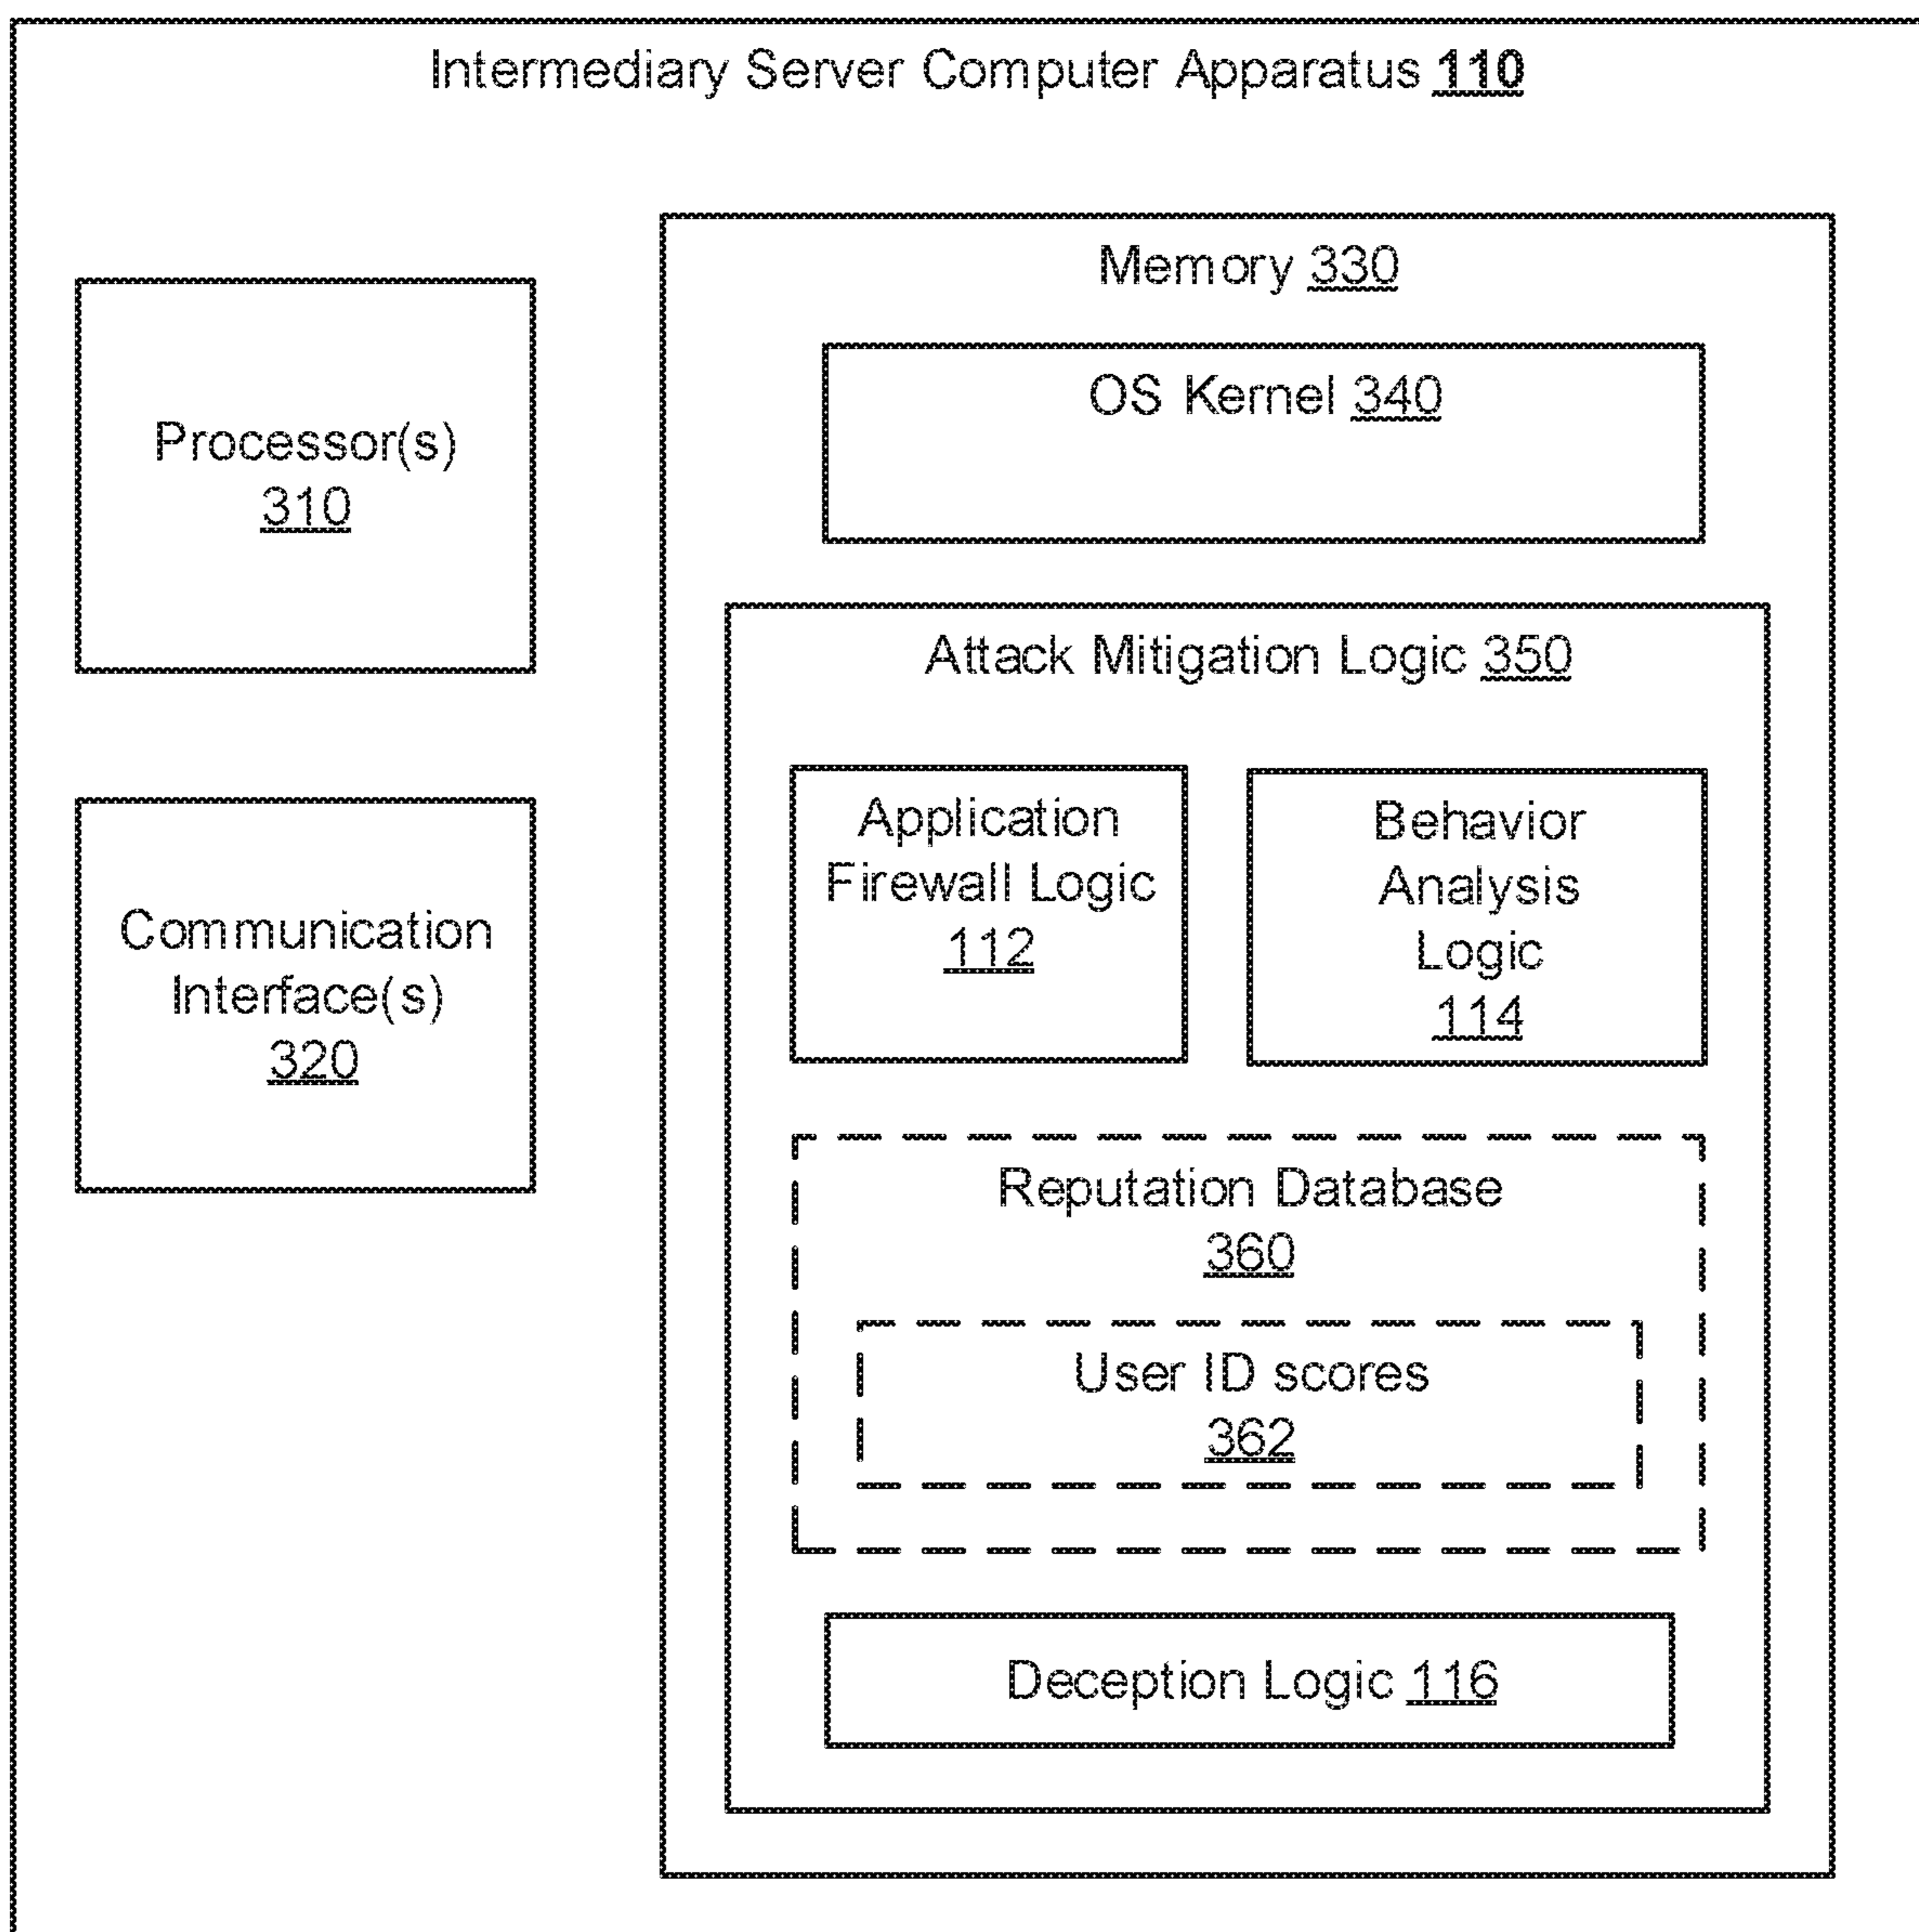 Intermediary Server Computer Apparatus 110
Memory 330
OS Kernel 340
Processor(s)
310
Attack Mitigation Logic 350
Application
Firewall Logic
112
Behavior
Analysis
Logic
114
Communication
Interface(s)
320
Reputation Database
360
User ID scores
362
Deception Logic 116